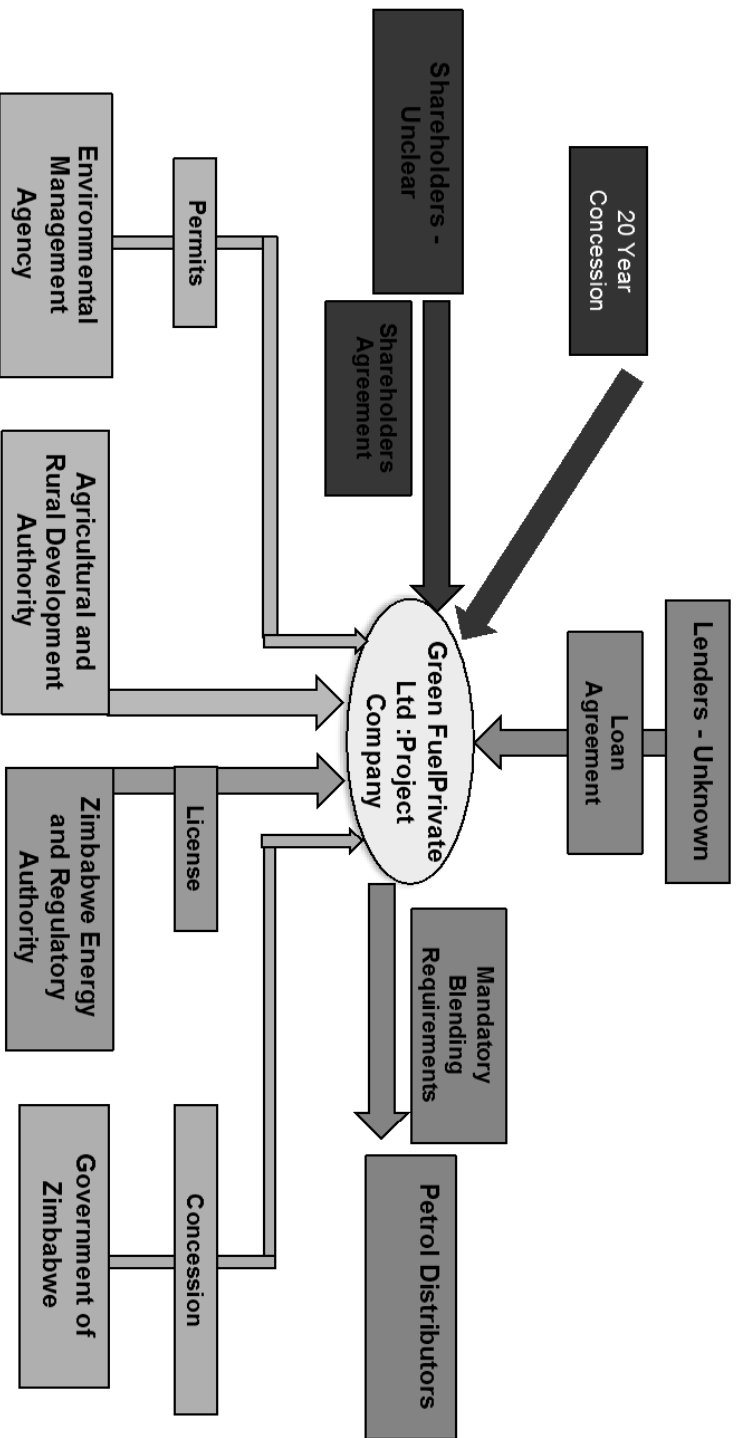 Lenders - Unknown
20 Year
Concession
Loan
Agreement
Shareholders -
Unclear
Shareholders
Agreement
Green FuelPrivate
Ltd :Project
Company
Mandatory
Blending
Requirements
Petrol Distributors
Permits
License
Concession
Environmental
Management
Agency
Agricultural and
Rural Development
Authority
Zimbabwe Energy
and Regulatory
Authority
Government of
Zimbabwe